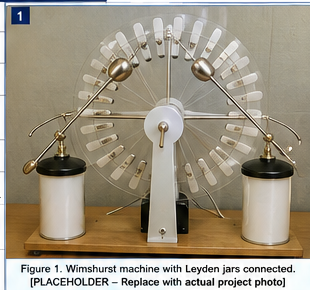 1
Figure 1. Wimshurst machine with Leyden jars connected.
[PLACEHOLDER – Replace with actual project photo]